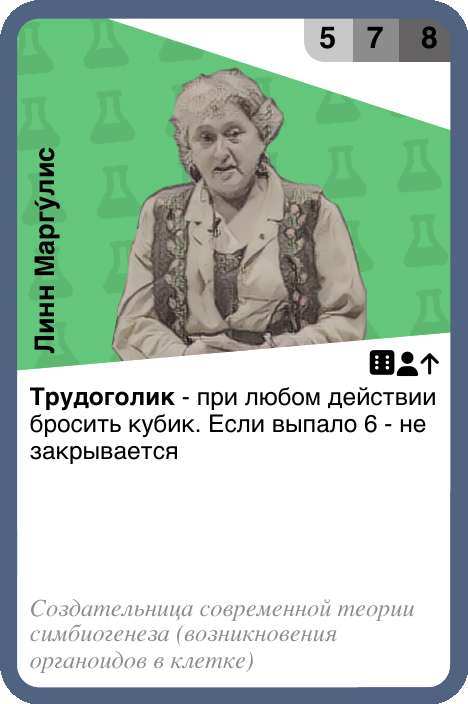 5 7 8
Линн Маргу́лис
Трудоголик - при любом действии
бросить кубик. Если выпало 6 - не
закрывается
Создательница современной теории
симбиогенеза (возникновения
органоидов в клетке)